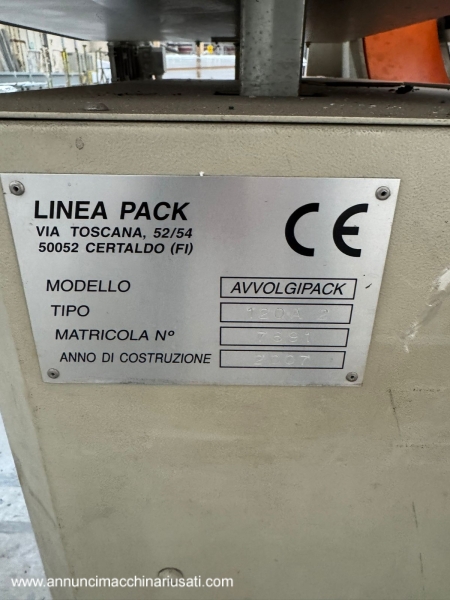 LINEA PACK
VIA TOSCANA, 52/54
50052 CERTALDO (FI)
CE
MODELLO AVVOLGIPACK
TIPO
MATRICOLA Nº
ANNO DI COSTRUZIONE
www.annuncimacchinariusati.com